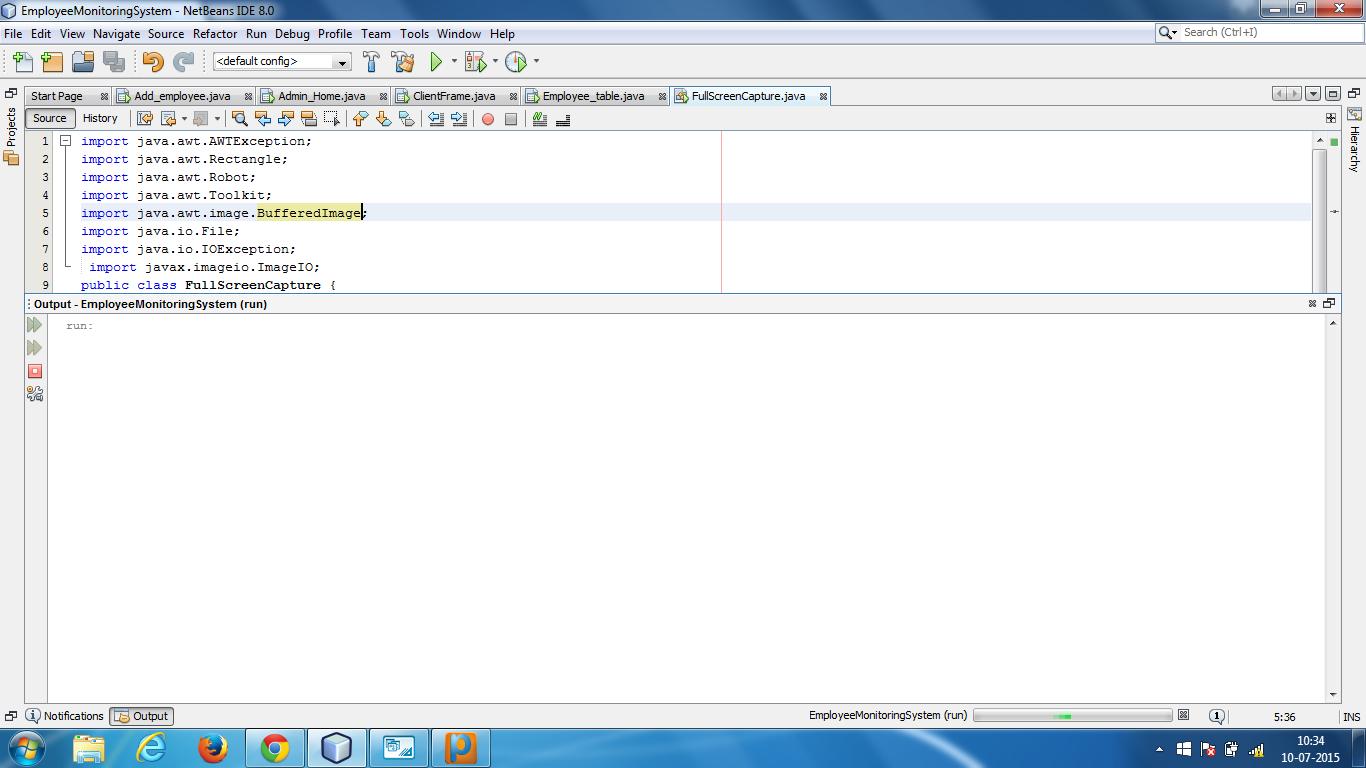 EmployeeMonitoringSystem - NetBeans IDE 8.0
File Edit View Navigate Source Refactor Run Debug Profile Team Tools Window Help
Search (Ctrl+I)
<default config>
Start Page Add_employee.java Admin_Home.java ClientFrame.java Employee_table.java FullScreenCapture.java
Source History
Projects
Hierarchy
1 import java.awt.AWTException;
2 import java.awt.Rectangle;
3 import java.awt.Robot;
4 import java.awt.Toolkit;
5 import java.awt.image.BufferedImage;
6 import java.io.File;
7 import java.io.IOException;
8 import javax.imageio.ImageIO;
9 public class FullScreenCapture {
Output - EmployeeMonitoringSystem (run)
run:
Notifications Output EmployeeMonitoringSystem (run) 1 5:36 INS
10:34
10-07-2015